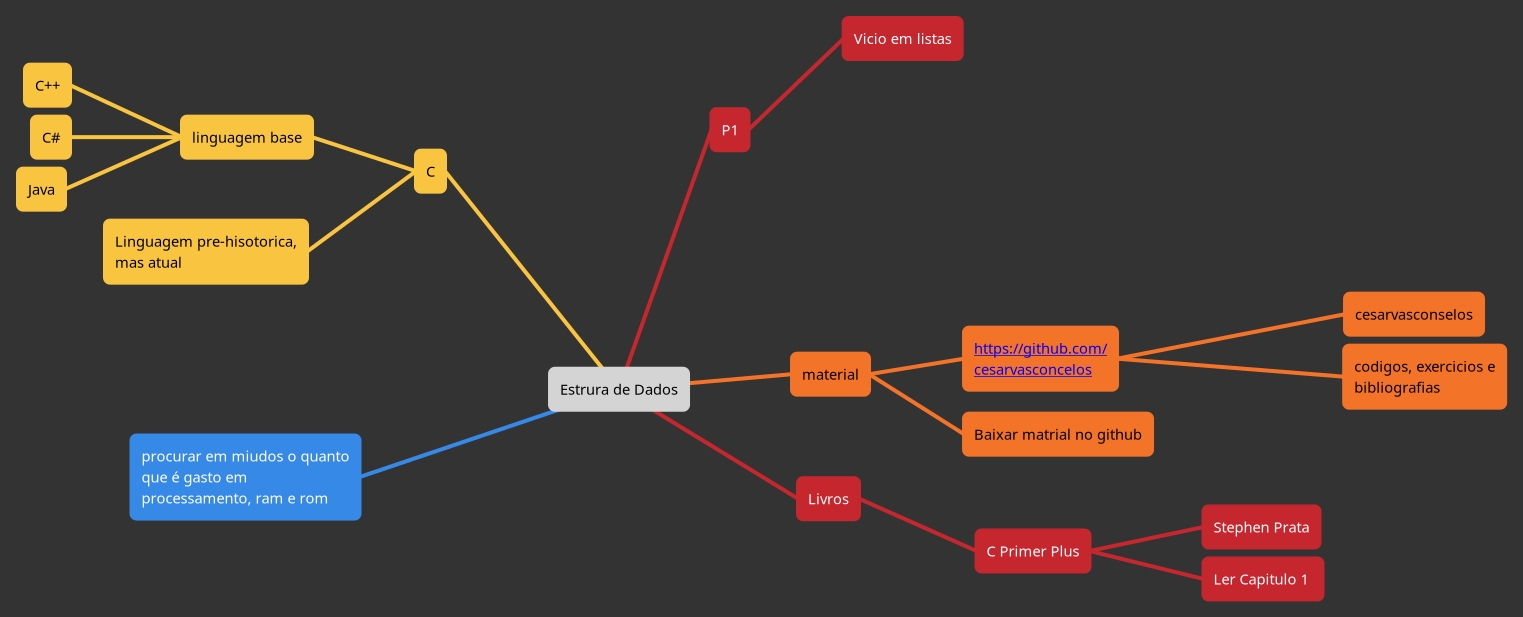 Vicio em listas
P1
C++
C#
Java
linguagem base
C
Linguagem pre-hisotorica,
mas atual
Estrura de Dados
procurar em miudos o quanto
que é gasto em
processamento, ram e rom
material
https://github.com/
cesarvasconcelos
cesarvasconselos
codigos, exercicios e
bibliografias
Baixar matrial no github
Livros
C Primer Plus
Stephen Prata
Ler Capitulo 1